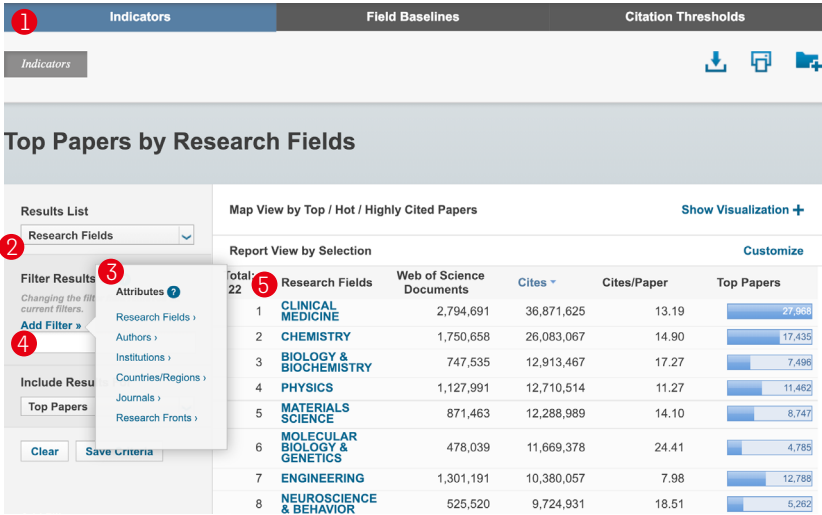 1
Indicators
Field Baselines
Citation Thresholds
Indicators
Top Papers by Research Fields
Results List
Research Fields
2
Map View by Top / Hot / Highly Cited Papers
Show Visualization +
Report View by Selection
Customize
Filter Results
Changing the
current filters.
Add Filter »
4
3
Attributes ?
Research Fields ›
Authors ›
Institutions ›
Countries/Regions ›
Journals ›
Research Fronts ›
Include
Top Papers
Clear
Save Criteria
Total: 22
5
Research Fields
Web of Science Documents
Cites
Cites/Paper
Top Papers
1 CLINICAL MEDICINE 2,794,691 36,871,625 13.19 27,968
2 CHEMISTRY 1,750,658 26,083,067 14.90 17,435
3 BIOLOGY & BIOCHEMISTRY 747,535 12,913,467 17.27 7,496
4 PHYSICS 1,127,991 12,710,514 11.27 11,462
5 MATERIALS SCIENCE 871,463 12,288,989 14.10 8,747
6 MOLECULAR BIOLOGY & GENETICS 478,039 11,669,378 24.41 4,785
7 ENGINEERING 1,301,191 10,380,057 7.98 12,788
8 NEUROSCIENCE & BEHAVIOR 525,520 9,724,931 18.51 5,262